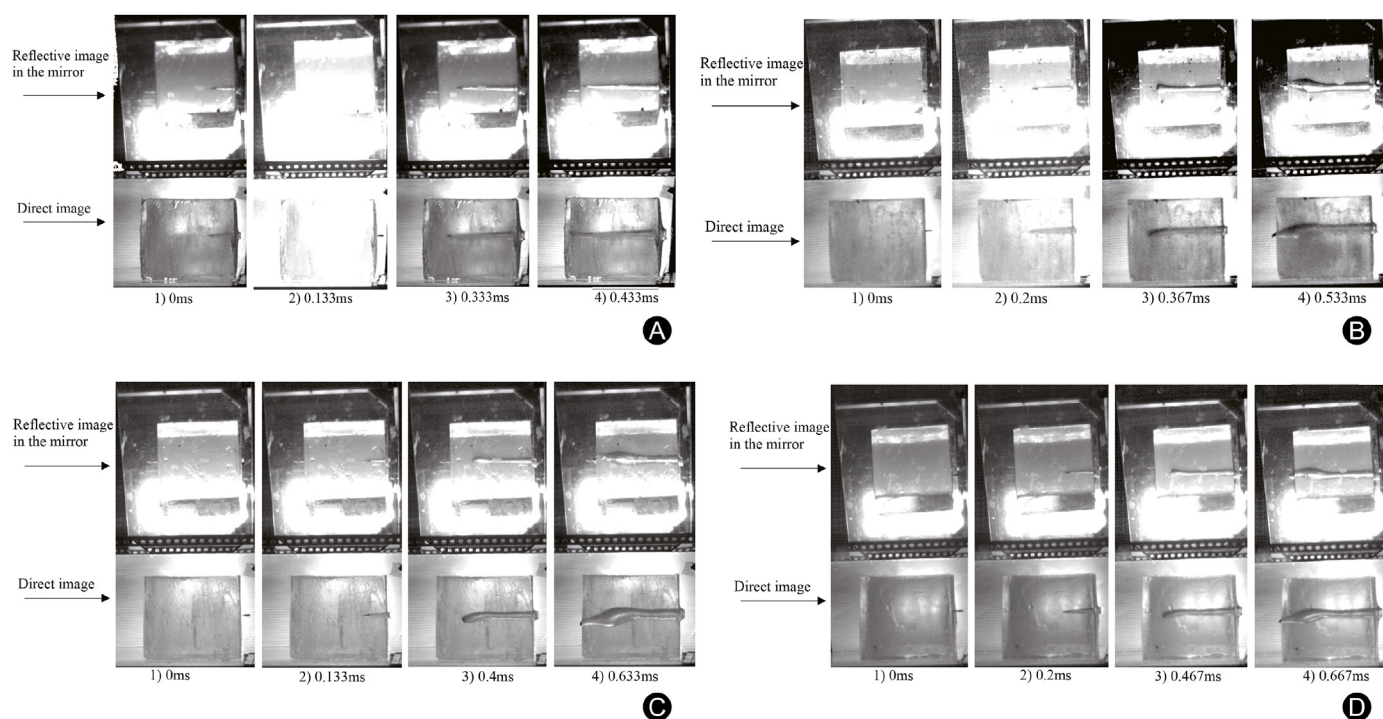 Reflective image
in the mirror
Direct image
1) 0ms
2) 0.133ms
3) 0.333ms
4) 0.433ms
A
Reflective image
in the mirror
Direct image
1) 0ms
2) 0.2ms
3) 0.367ms
4) 0.533ms
B
Reflective image
in the mirror
Direct image
1) 0ms
2) 0.133ms
3) 0.4ms
4) 0.633ms
C
Reflective image
in the mirror
Direct image
1) 0ms
2) 0.2ms
3) 0.467ms
4) 0.667ms
D